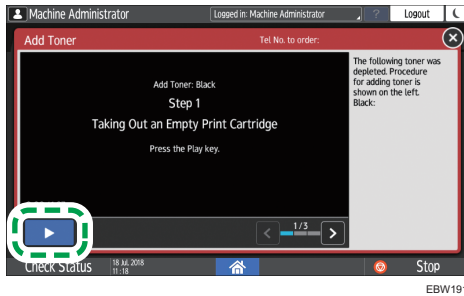 Machine Administrator
Logged in: Machine Administrator
?
Logout
Add Toner
Tel No. to order:
Add Toner: Black
Step 1
Taking Out an Empty Print Cartridge
Press the Play key.
The following toner was
depleted. Procedure
for adding toner is
shown on the left.
Black:
1/3
Check Status
18 Jul. 2018
11:18
Stop